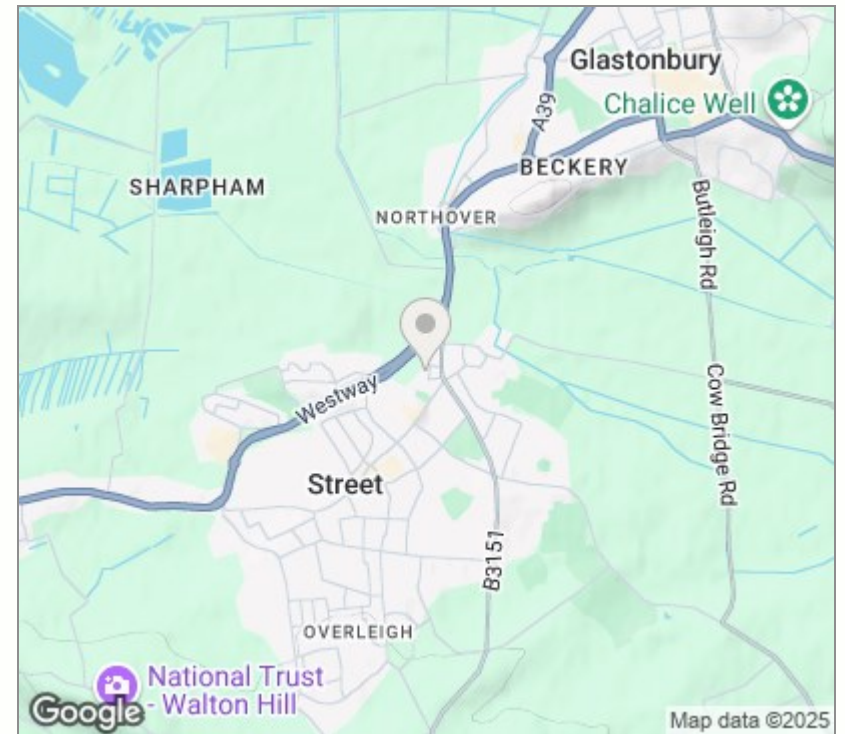 Glastonbury
Chalice Well
A39
BECKERY
SHARPHAM
NORTHOVER
Butleigh Rd
Westway
Cow Bridge Rd
Street
B3151
OVERLEIGH
National Trust
- Walton Hill
Google
Map data ©2025